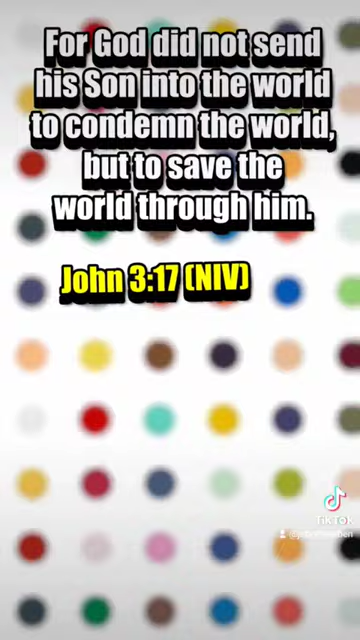 For God did not send
his Son into the world
to condemn the world,
but to save the
world through him.
John 3:17 (NIV)
TikTok